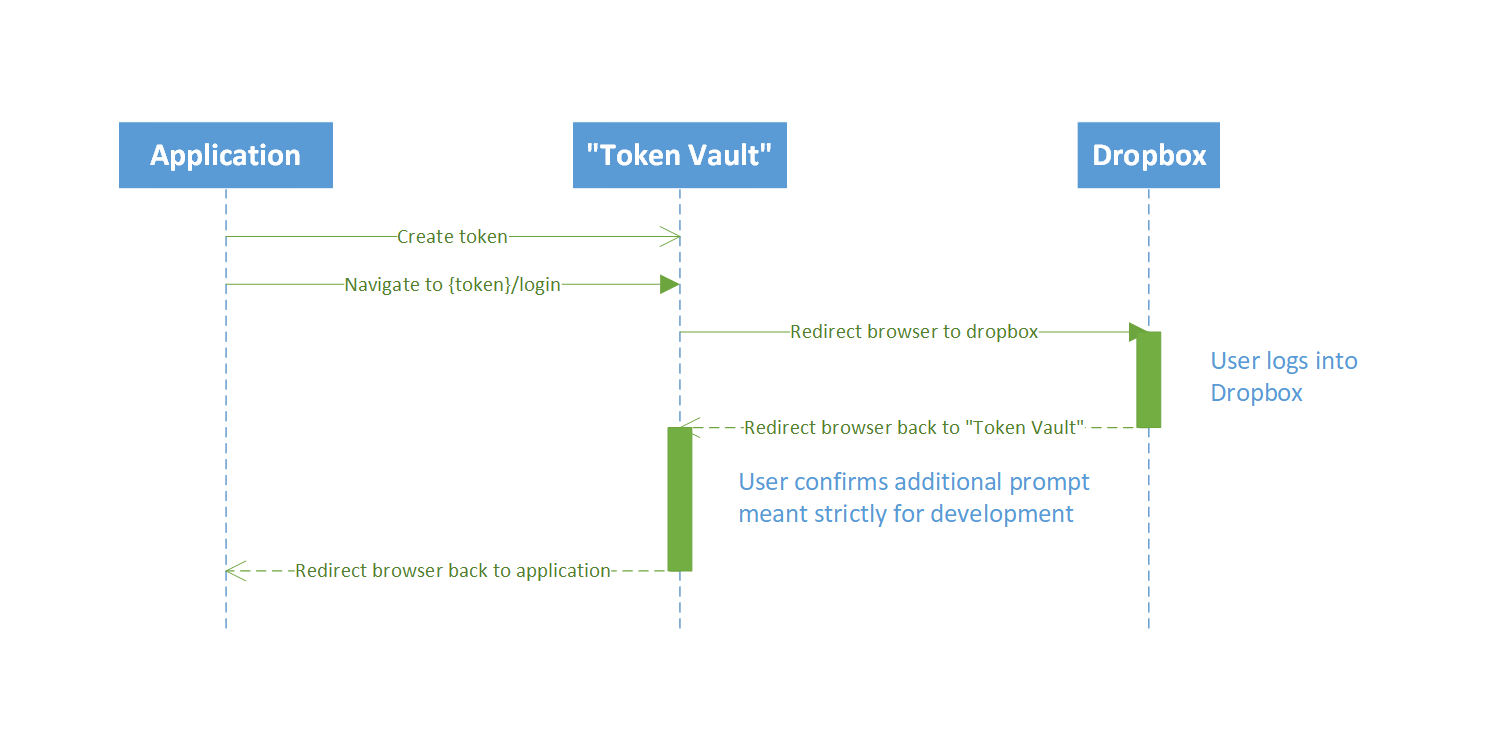 Application
"Token Vault"
Dropbox
Create token
Navigate to {token}/login
Redirect browser to dropbox
User logs into
Dropbox
Redirect browser back to "Token Vault"
User confirms additional prompt
meant strictly for development
Redirect browser back to application